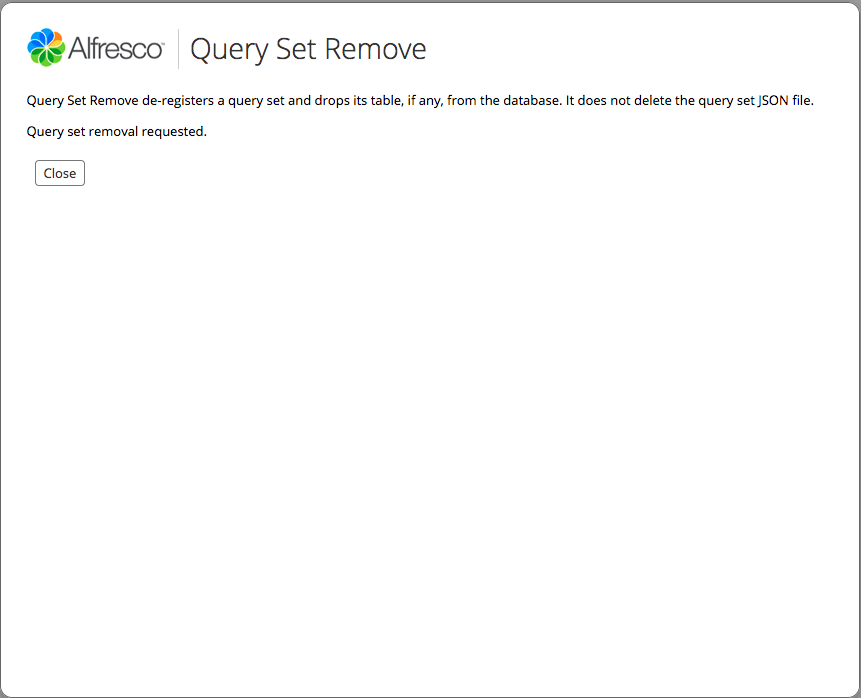 Alfresco Query Set Remove
Query Set Remove de-registers a query set and drops its table, if any, from the database. It does not delete the query set JSON file.
Query set removal requested.
Close